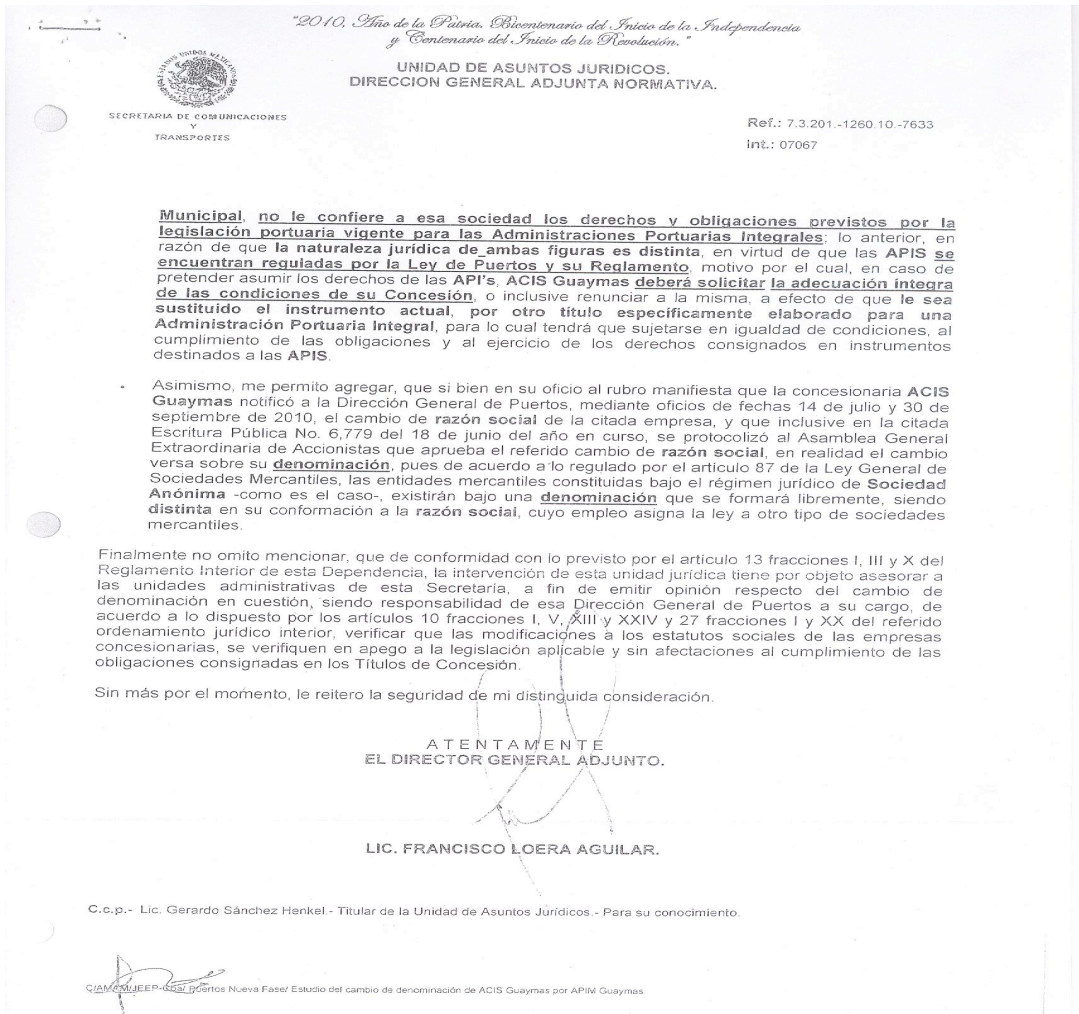 "2010, Año de la Patria. Bicentenario del Inicio de la Independencia
y Centenario del Inicio de la Revolución."
UNIDAD DE ASUNTOS JURIDICOS.
DIRECCION GENERAL ADJUNTA NORMATIVA.
ESTADOS UNIDOS MEXICANOS
SECRETARIA DE COMUNICACIONES
Y
TRANSPORTES
Ref.: 7.3.201.-1260.10.-7633
Int.: 07067
Municipal, no le confiere a esa sociedad los derechos y obligaciones previstos por la
legislación portuaria vigente para las Administraciones Portuarias Integrales; lo anterior, en
razón de que la naturaleza jurídica de ambas figuras es distinta, en virtud de que las APIS se
encuentran reguladas por la Ley de Puertos y su Reglamento, motivo por el cual, en caso de
pretender asumir los derechos de las API's, ACIS Guaymas deberá solicitar la adecuación íntegra
de las condiciones de su Concesión, o inclusive renunciar a la misma, a efecto de que le sea
sustituido el instrumento actual, por otro título específicamente elaborado para una
Administración Portuaria Integral, para lo cual tendrá que sujetarse en igualdad de condiciones, al
cumplimiento de las obligaciones y al ejercicio de los derechos consignados en instrumentos
destinados a las APIS.
- Asimismo, me permito agregar, que si bien en su oficio al rubro manifiesta que la concesionaria ACIS
Guaymas notificó a la Dirección General de Puertos, mediante oficios de fechas 14 de julio y 30 de
septiembre de 2010, el cambio de razón social de la citada empresa, y que inclusive en la citada
Escritura Pública No. 6,779 del 18 de junio del año en curso, se protocolizó al Asamblea General
Extraordinaria de Accionistas que aprueba el referido cambio de razón social, en realidad el cambio
versa sobre su denominación, pues de acuerdo a lo regulado por el artículo 87 de la Ley General de
Sociedades Mercantiles, las entidades mercantiles constituidas bajo el régimen jurídico de Sociedad
Anónima -como es el caso-, existirán bajo una denominación que se formará libremente, siendo
distinta en su conformación a la razón social, cuyo empleo asigna la ley a otro tipo de sociedades
mercantiles.
Finalmente no omito mencionar, que de conformidad con lo previsto por el artículo 13 fracciones I, III y X del
Reglamento Interior de esta Dependencia, la intervención de esta unidad jurídica tiene por objeto asesorar a
las unidades administrativas de esta Secretaría, a fin de emitir opinión respecto del cambio de
denominación en cuestión, siendo responsabilidad de esa Dirección General de Puertos a su cargo, de
acuerdo a lo dispuesto por los artículos 10 fracciones I, V, XIII y XXIV y 27 fracciones I y XX del referido
ordenamiento jurídico interior, verificar que las modificaciones a los estatutos sociales de las empresas
concesionarias, se verifiquen en apego a la legislación aplicable y sin afectaciones al cumplimiento de las
obligaciones consignadas en los Títulos de Concesión.
Sin más por el momento, le reitero la seguridad de mi distinguida consideración.
A T E N T A M E N T E
EL DIRECTOR GENERAL ADJUNTO.
LIC. FRANCISCO LOERA AGUILAR.
C.c.p.- Lic. Gerardo Sánchez Henkel.- Titular de la Unidad de Asuntos Jurídicos.- Para su conocimiento.
Puertos Nueva Fase/ Estudio del cambio de denominación de ACIS Guaymas por APIM Guaymas